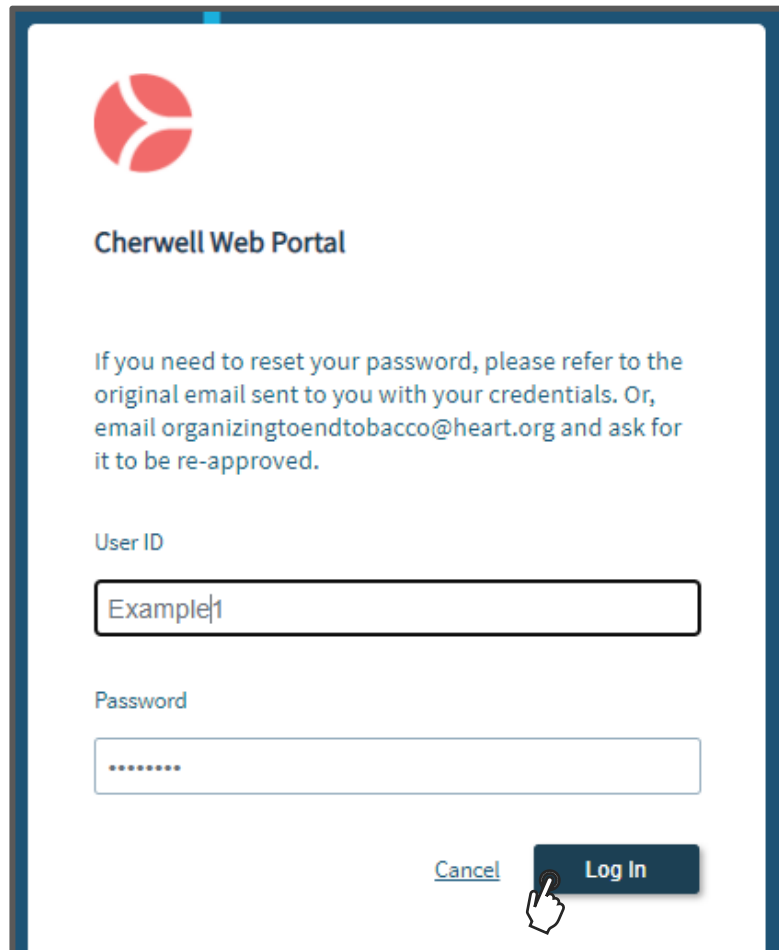 Cherwell Web Portal
If you need to reset your password, please refer to the
original email sent to you with your credentials. Or,
email organizingtoendtobacco@heart.org and ask for
it to be re-approved.
User ID
Example1
Password
••••••••
Cancel Log In